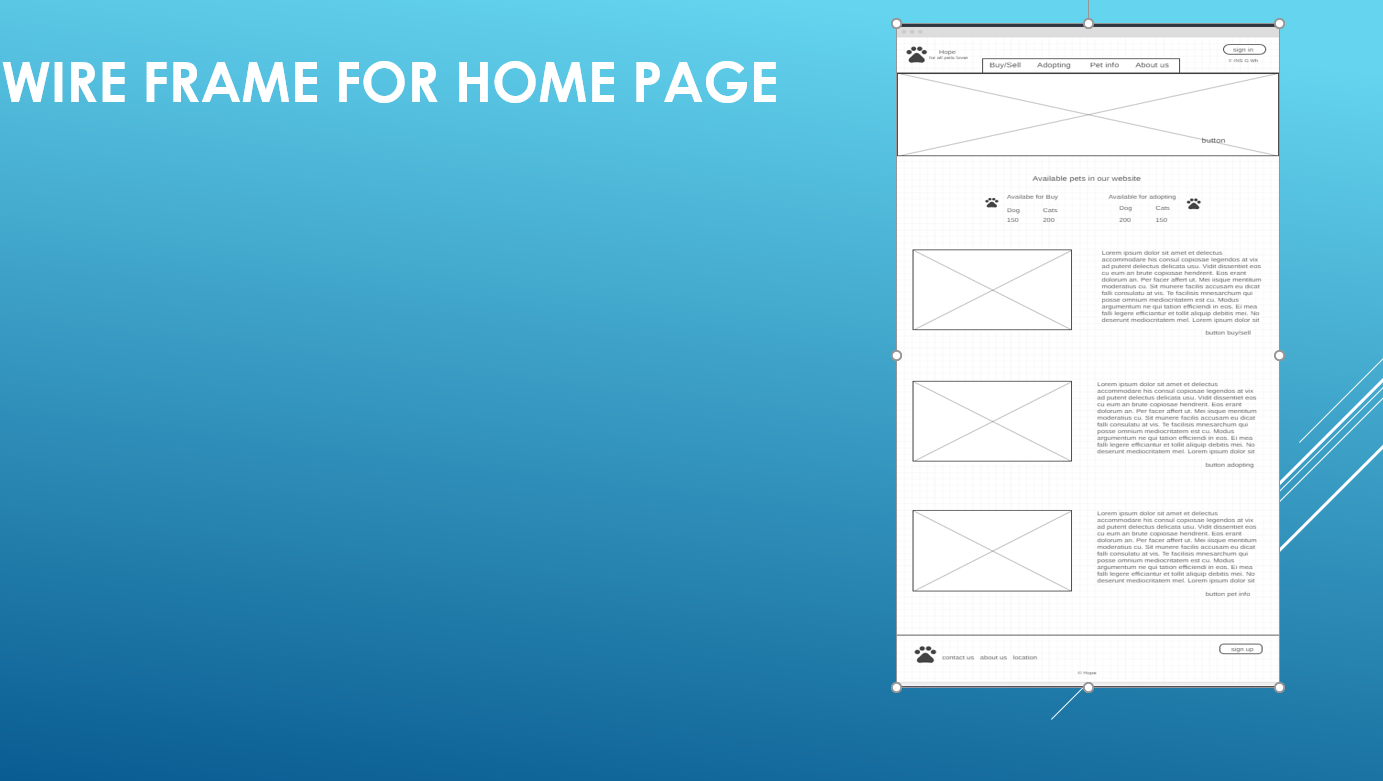 WIRE FRAME FOR HOME PAGE
Hope
for all pets lover
sign in
Buy/Sell Adopting Pet info About us
button
Available pets in our website
Availabe for Buy
Dog Cats
150 200
Available for adopting
Dog Cats
200 150
Lorem ipsum dolor sit amet et delectus
accommodare his consul copiosae legendos at vix
ad putent delectus delicata usu. Vidit dissentiet eos
cu eum an brute copiosae hendrerit. Eos erant
dolorum an. Per facer affert ut. Mei iisque mentitum
moderatius cu. Sit munere facilis accusam eu dicat
falli consulatu at vis. Te facilisis mnesarchum qui
posse omnium mediocritatem est cu. Modus
argumentum ne qui tation efficiendi in eos. Ei mea
falli legere efficiantur et tollit aliquip debitis mei. No
deserunt mediocritatem mel. Lorem ipsum dolor sit
button buy/sell
Lorem ipsum dolor sit amet et delectus
accommodare his consul copiosae legendos at vix
ad putent delectus delicata usu. Vidit dissentiet eos
cu eum an brute copiosae hendrerit. Eos erant
dolorum an. Per facer affert ut. Mei iisque mentitum
moderatius cu. Sit munere facilis accusam eu dicat
falli consulatu at vis. Te facilisis mnesarchum qui
posse omnium mediocritatem est cu. Modus
argumentum ne qui tation efficiendi in eos. Ei mea
falli legere efficiantur et tollit aliquip debitis mei. No
deserunt mediocritatem mel. Lorem ipsum dolor sit
button adopting
Lorem ipsum dolor sit amet et delectus
accommodare his consul copiosae legendos at vix
ad putent delectus delicata usu. Vidit dissentiet eos
cu eum an brute copiosae hendrerit. Eos erant
dolorum an. Per facer affert ut. Mei iisque mentitum
moderatius cu. Sit munere facilis accusam eu dicat
falli consulatu at vis. Te facilisis mnesarchum qui
posse omnium mediocritatem est cu. Modus
argumentum ne qui tation efficiendi in eos. Ei mea
falli legere efficiantur et tollit aliquip debitis mei. No
deserunt mediocritatem mel. Lorem ipsum dolor sit
button pet info
sign up
contact us about us location
© Hope